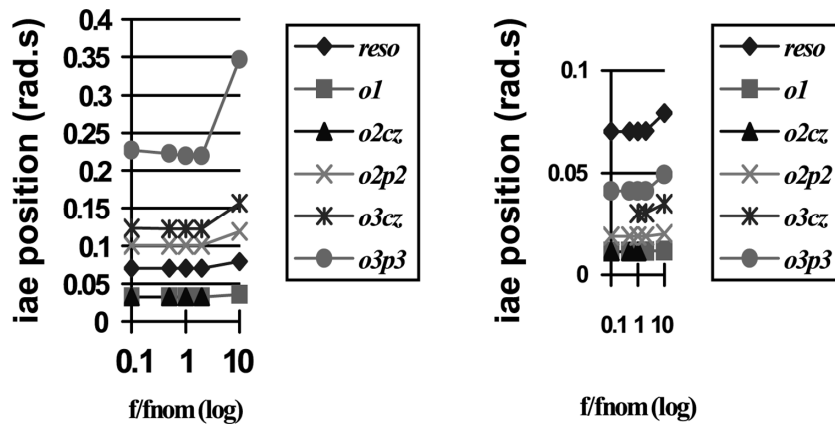 iae position (rad.s)
0.4
0.35
0.3
0.25
0.2
0.15
0.1
0.05
0
0.1 1 10
f/fnom (log)
reso
o1
o2cz
o2p2
o3cz
o3p3
iae position (rad.s)
0.1
0.05
0
0.1 1 10
f/fnom (log)
reso
o1
o2cz
o2p2
o3cz
o3p3